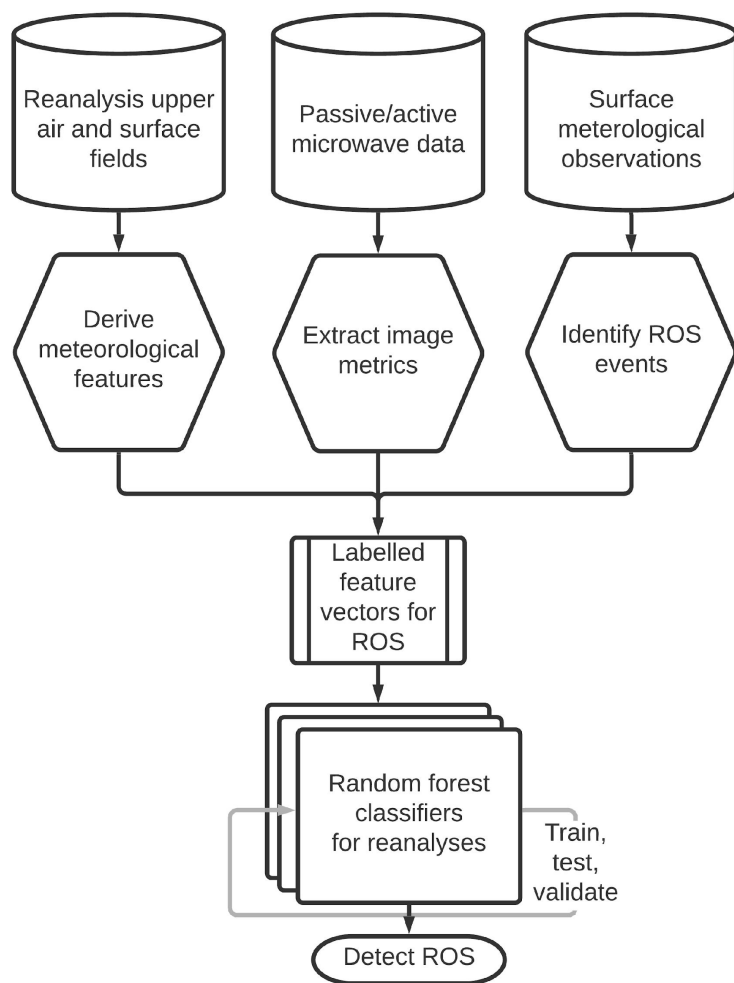 Reanalysis upper
air and surface
fields
Passive/active
microwave data
Surface
meterological
observations
Derive
meteorological
features
Extract image
metrics
Identify ROS
events
Labelled
feature
vectors for
ROS
Random forest
classifiers
for reanalyses
Train,
test,
validate
Detect ROS